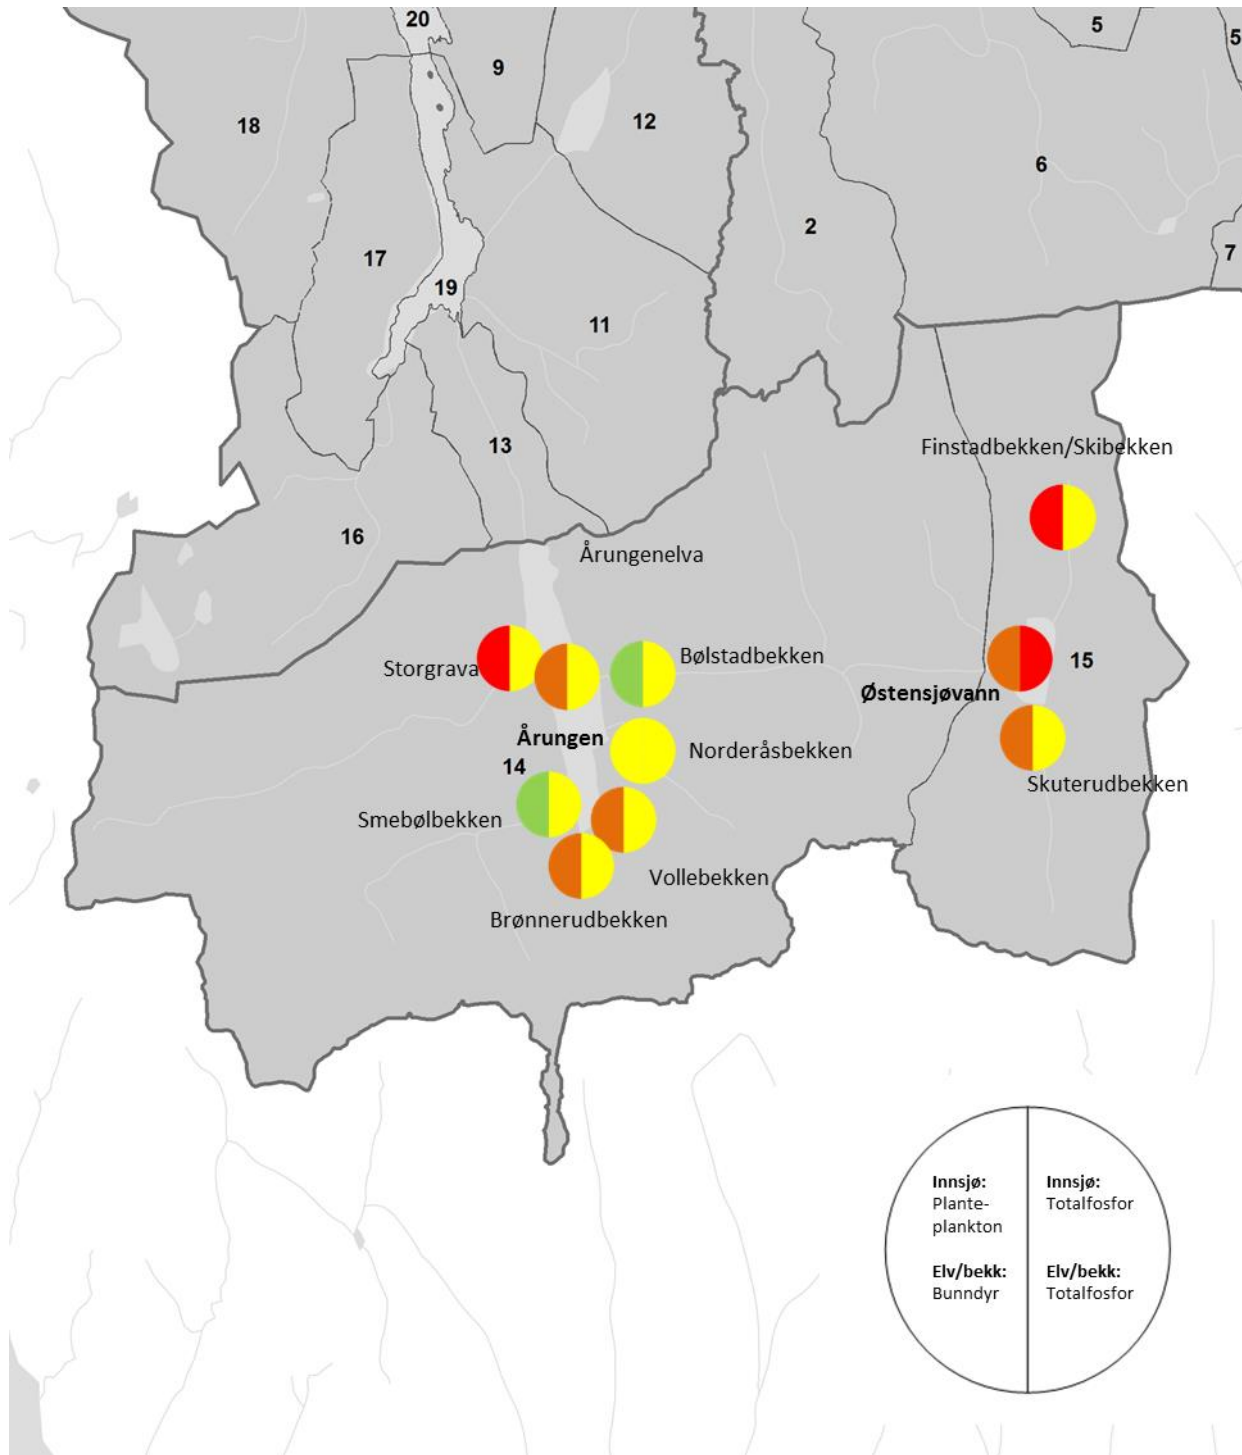 20
5
5
9
12
18
6
2
7
17
19
11
13
Finstadbekken/Skibekken
16
Årungenelva
Storgrava
Bølstadbekken
15
Østensjøvann
Årungen
Norderåsbekken
14
Skuterudbekken
Smebølbekken
Vollebekken
Brønnerudbekken
Innsjø:
Plante-
plankton
Elv/bekk:
Bunndyr
Innsjø:
Totalfosfor
Elv/bekk:
Totalfosfor